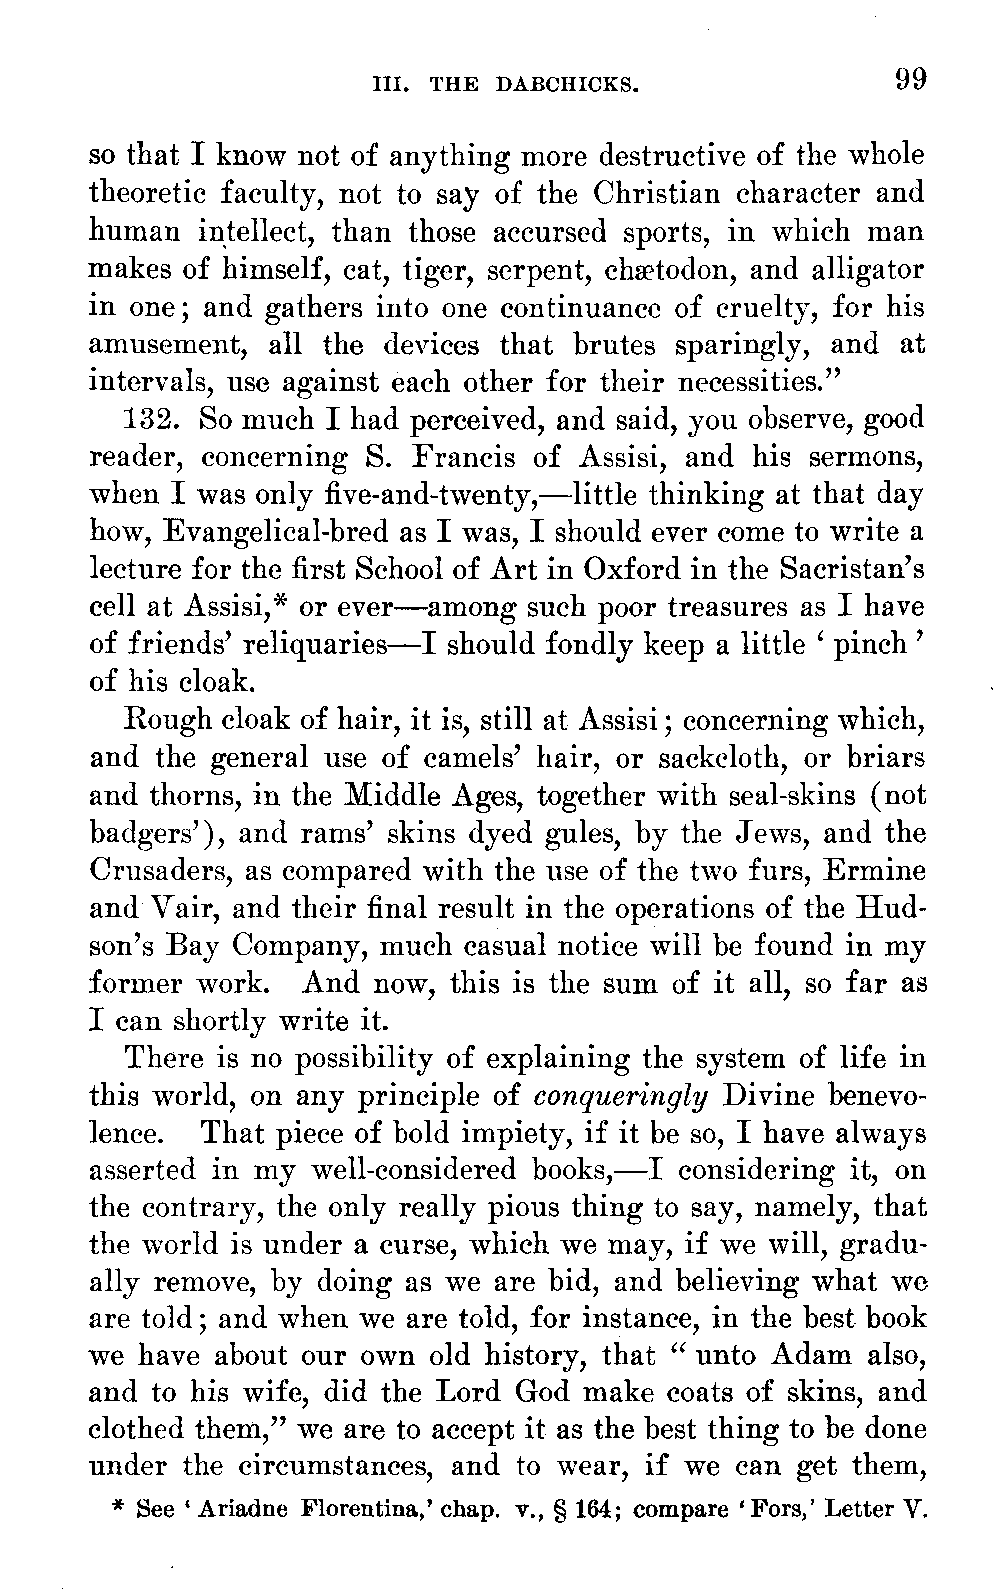 III. THE DABCHICKS. 99
so that I know not of anything more destructive of the whole
theoretic faculty, not to say of the Christian character and
human intellect, than those accursed sports, in which man
makes of himself, cat, tiger, serpent, chætodon, and alligator
in one; and gathers into one continuance of cruelty, for his
amusement, all the devices that brutes sparingly, and at
intervals, use against each other for their necessities.”
132. So much I had perceived, and said, you observe, good
reader, concerning S. Francis of Assisi, and his sermons,
when I was only five-and-twenty,—little thinking at that day
how, Evangelical-bred as I was, I should ever come to write a
lecture for the first School of Art in Oxford in the Sacristan’s
cell at Assisi,* or ever—among such poor treasures as I have
of friends’ reliquaries—I should fondly keep a little ‘ pinch ’
of his cloak.
Rough cloak of hair, it is, still at Assisi; concerning which,
and the general use of camels’ hair, or sackcloth, or briars
and thorns, in the Middle Ages, together with seal-skins (not
badgers’), and rams’ skins dyed gules, by the Jews, and the
Crusaders, as compared with the use of the two furs, Ermine
and Vair, and their final result in the operations of the Hud-
son’s Bay Company, much casual notice will be found in my
former work. And now, this is the sum of it all, so far as
I can shortly write it.
There is no possibility of explaining the system of life in
this world, on any principle of conqueringly Divine benevo-
lence. That piece of bold impiety, if it be so, I have always
asserted in my well-considered books,—I considering it, on
the contrary, the only really pious thing to say, namely, that
the world is under a curse, which we may, if we will, gradu-
ally remove, by doing as we are bid, and believing what we
are told; and when we are told, for instance, in the best book
we have about our own old history, that “ unto Adam also,
and to his wife, did the Lord God make coats of skins, and
clothed them,” we are to accept it as the best thing to be done
under the circumstances, and to wear, if we can get them,
* See ‘ Ariadne Florentina,’ chap. v., § 164; compare ‘ Fors,’ Letter V.